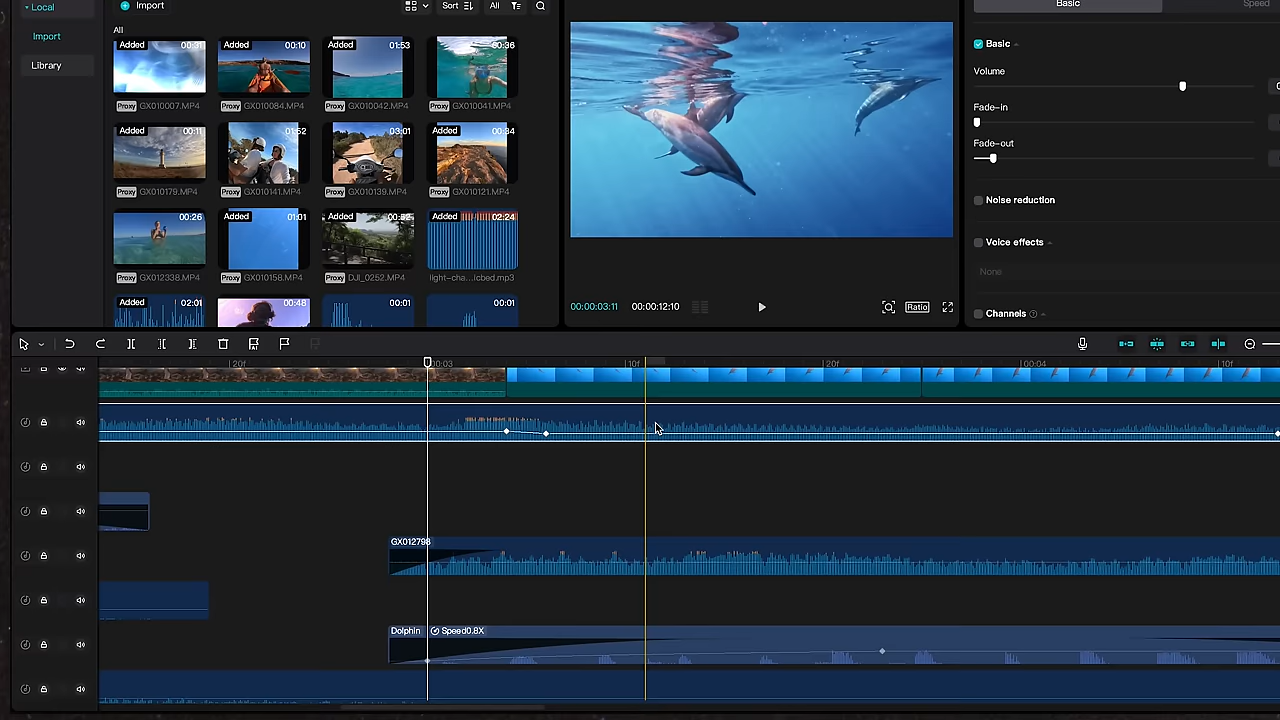 Local
Import
Sort
All
Basic
Speed
Import
Library
All
Added 00:31
Added 00:10
Added 01:53
Added 00:36
Proxy GX010007.MP4
Proxy GX010084.MP4
Proxy GX010042.MP4
Proxy GX010041.MP4
Added 00:11
Added 01:52
Added 03:01
Added 00:34
Proxy GX010179.MP4
Proxy GX010141.MP4
Proxy GX010139.MP4
Proxy GX010121.MP4
00:26
Added 01:01
Added 00:52
Added 02:24
Proxy GX012338.MP4
Proxy GX010158.MP4
Proxy DJI_0252.MP4
light-cha...icbed.mp3
Added 02:01
00:48
00:01
00:01
Basic
Volume
Fade-in
Fade-out
Noise reduction
Voice effects
None
Channels
00:00:03:11
00:00:12:10
Ratio
20f
00:03
10f
20f
00:04
10f
GX012798
Dolphin
Speed0.8X